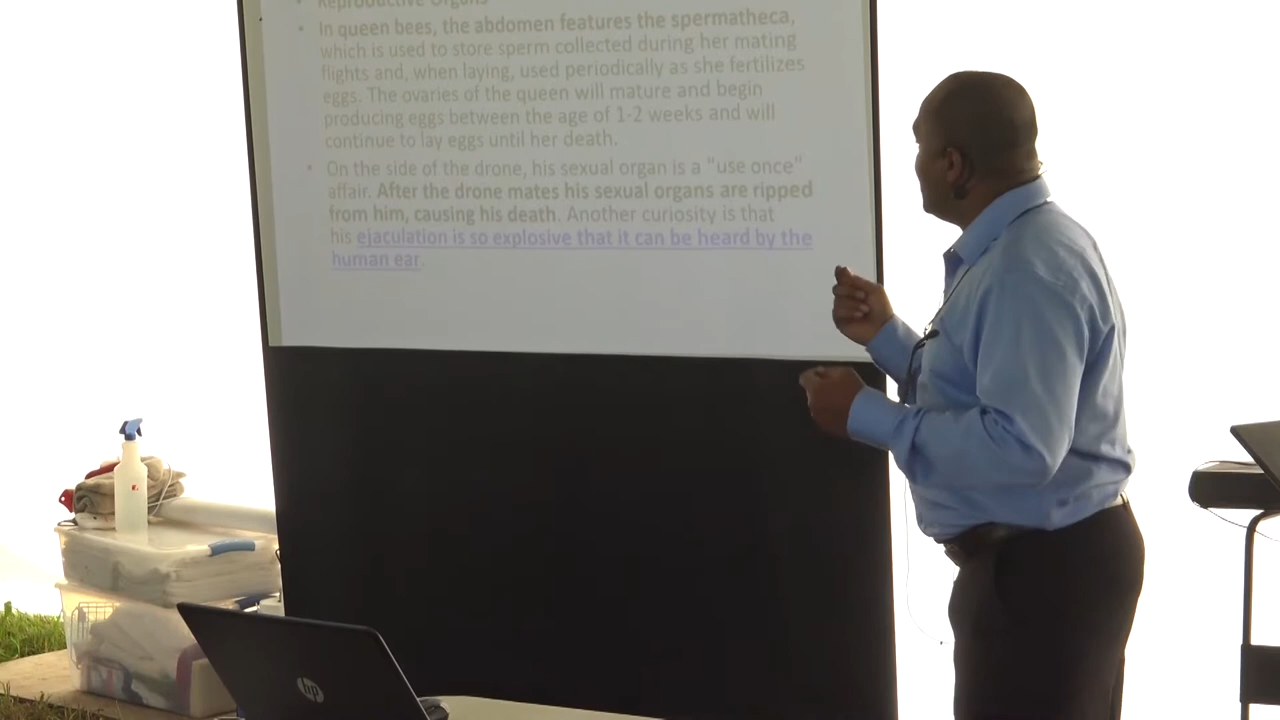 Reproductive Organs
• In queen bees, the abdomen features the spermatheca,
which is used to store sperm collected during her mating
flights and, when laying, used periodically as she fertilizes
eggs. The ovaries of the queen will mature and begin
producing eggs between the age of 1-2 weeks and will
continue to lay eggs until her death.
• On the side of the drone, his sexual organ is a "use once"
affair. After the drone mates his sexual organs are ripped
from him, causing his death. Another curiosity is that
his ejaculation is so explosive that it can be heard by the
human ear.
hp